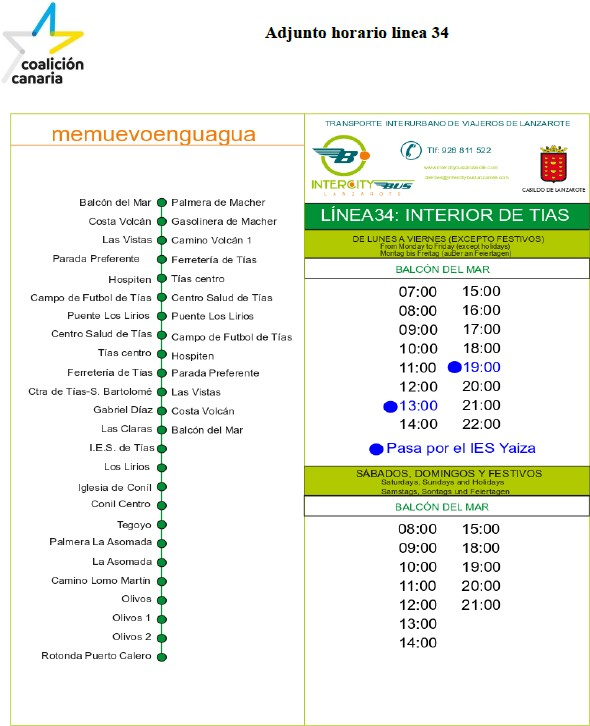 Adjunto horario linea 34
coalición
canaria
memuevoenguagua
Balcón del Mar
Palmera de Macher
Costa Volcán
Gasolinera de Macher
Las Vistas
Camino Volcán 1
Parada Preferente
Ferretería de Tías
Hospiten
Tías centro
Campo de Futbol de Tías
Centro Salud de Tías
Puente Los Lirios
Puente Los Lirios
Centro Salud de Tías
Campo de Futbol de Tías
Tías centro
Hospiten
Ferretería de Tías
Parada Preferente
Ctra de Tías-S. Bartolomé
Las Vistas
Gabriel Díaz
Costa Volcán
Las Claras
Balcón del Mar
I.E.S. de Tías
Los Lirios
Iglesia de Conil
Conil Centro
Tegoyo
Palmera La Asomada
La Asomada
Camino Lomo Martín
Olivos
Olivos 1
Olivos 2
Rotonda Puerto Calero
TRANSPORTE INTERURBANO DE VIAJEROS DE LANZAROTE
Tlf: 928 811 522
INTERCITY BUS
LANZAROTE
CABILDO DE LANZAROTE
LÍNEA34: INTERIOR DE TIAS
DE LUNES A VIERNES (EXCEPTO FESTIVOS)
From Monday to Friday (except holidays)
Montag bis Freitag (außer an Feiertagen)
BALCÓN DEL MAR
07:00 15:00
08:00 16:00
09:00 17:00
10:00 18:00
11:00 19:00
12:00 20:00
13:00 21:00
14:00 22:00
Pasa por el IES Yaiza
SÁBADOS, DOMINGOS Y FESTIVOS
Saturdays, Sundays and Holidays
Samstags, Sontags und Feiertagen
BALCÓN DEL MAR
08:00 15:00
09:00 18:00
10:00 19:00
11:00 20:00
12:00 21:00
13:00
14:00